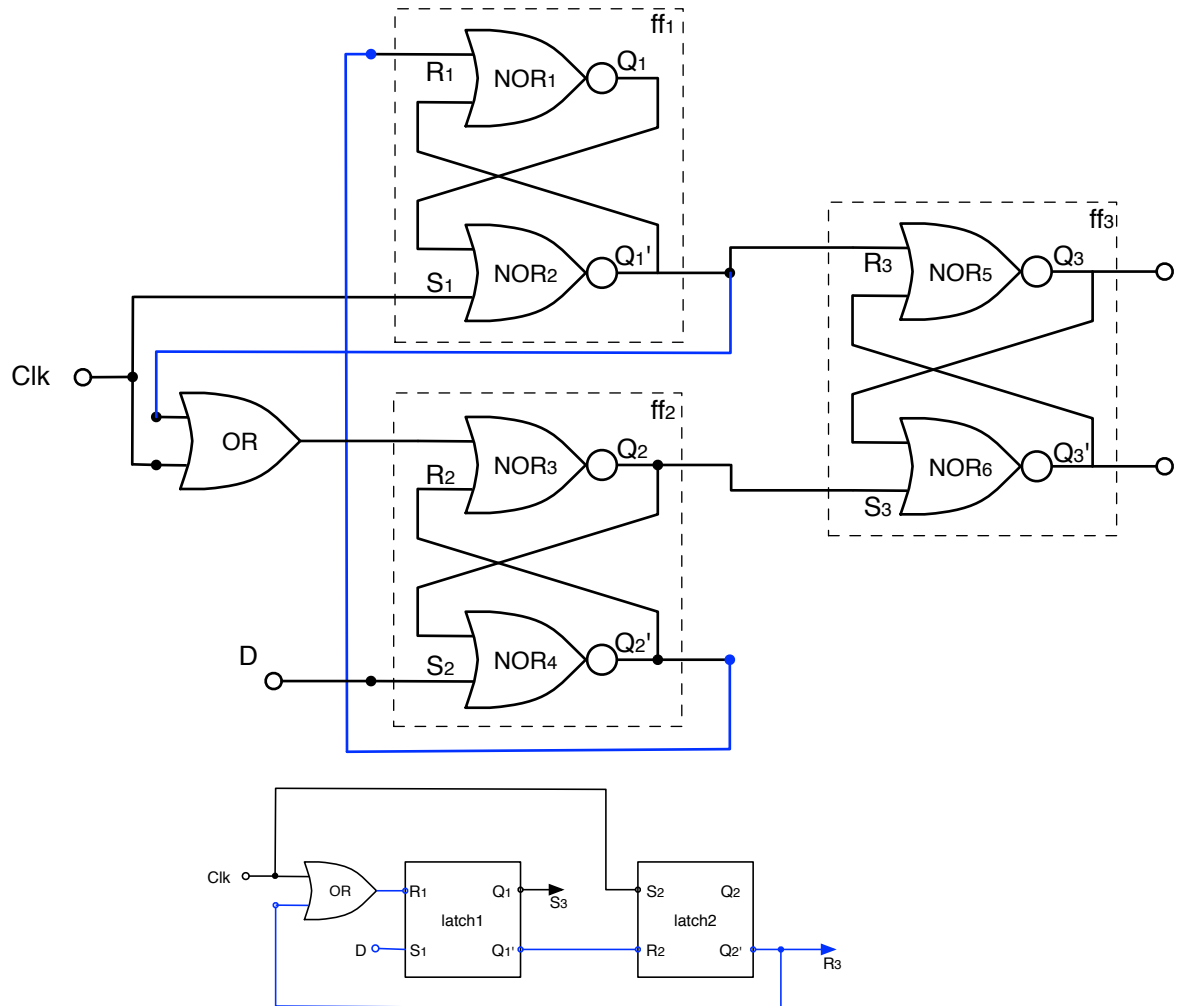 ff1
Q1
R1
NOR1
Q1'
S1
NOR2
ff3
Q3
R3
NOR5
Clk
OR
ff2
Q2
R2
NOR3
Q3'
S3
NOR6
D
Q2'
S2
NOR4
Clk
OR
R1
Q1
S3
S2
Q2
latch1
latch2
D
S1
Q1'
R2
Q2'
R3